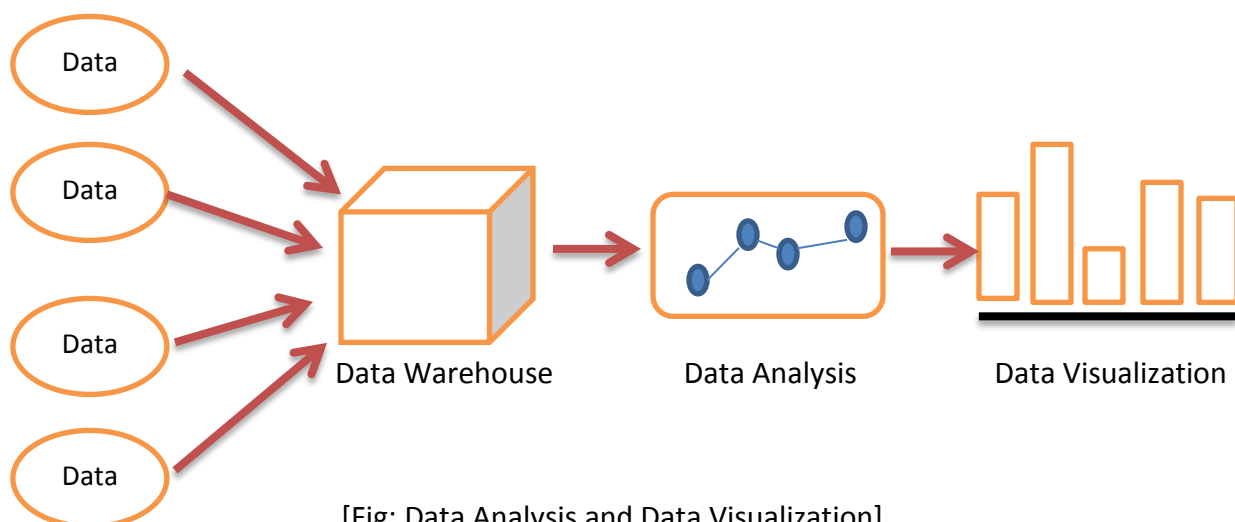 Data
Data
Data
Data
Data Warehouse
Data Analysis
Data Visualization
[Fig: Data Analysis and Data Visualization]